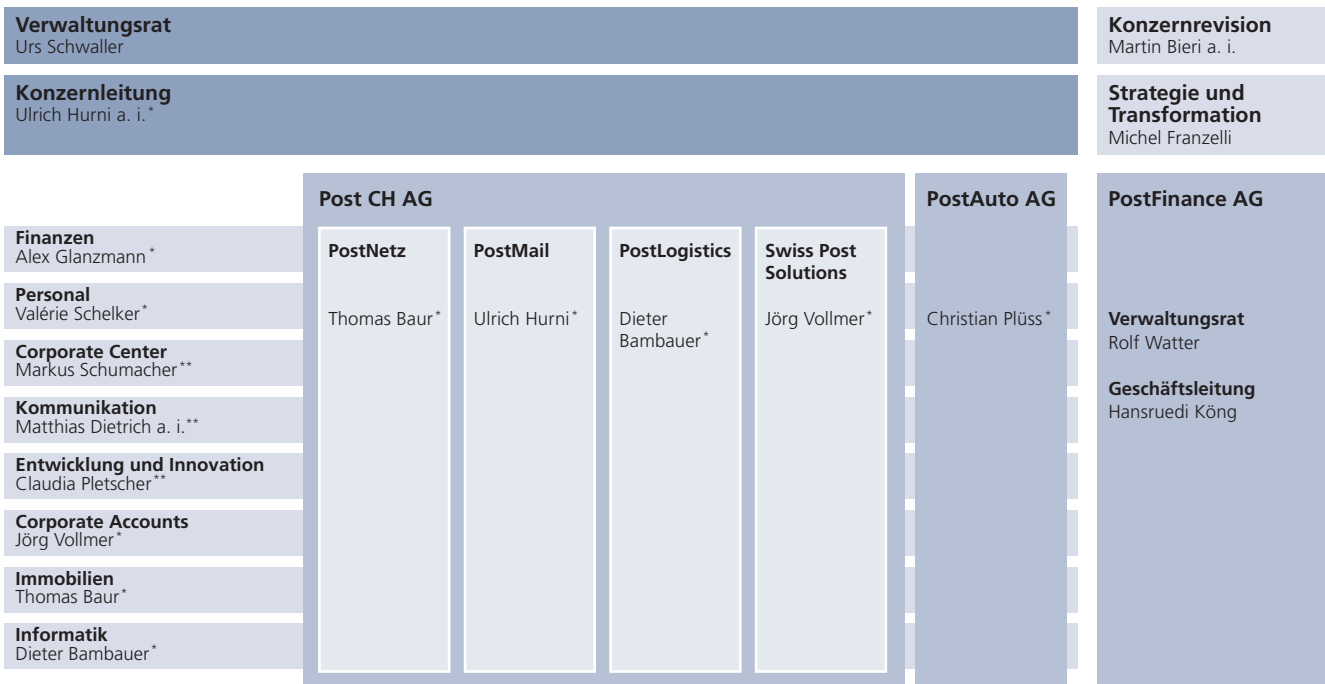 Verwaltungsrat
Urs Schwaller
Konzernrevision
Martin Bieri a. i.
Konzernleitung
Ulrich Hurni a. i.*
Strategie und
Transformation
Michel Franzelli
Post CH AG
PostAuto AG
PostFinance AG
Finanzen
Alex Glanzmann*
Personal
Valérie Schelker*
Corporate Center
Markus Schumacher**
Kommunikation
Matthias Dietrich a. i.**
Entwicklung und Innovation
Claudia Pletscher**
Corporate Accounts
Jörg Vollmer*
Immobilien
Thomas Baur*
Informatik
Dieter Bambauer*
PostNetz
Thomas Baur*
PostMail
Ulrich Hurni*
PostLogistics
Dieter
Bambauer*
Swiss Post
Solutions
Jörg Vollmer*
Christian Plüss*
Verwaltungsrat
Rolf Watter
Geschäftsleitung
Hansruedi Köng